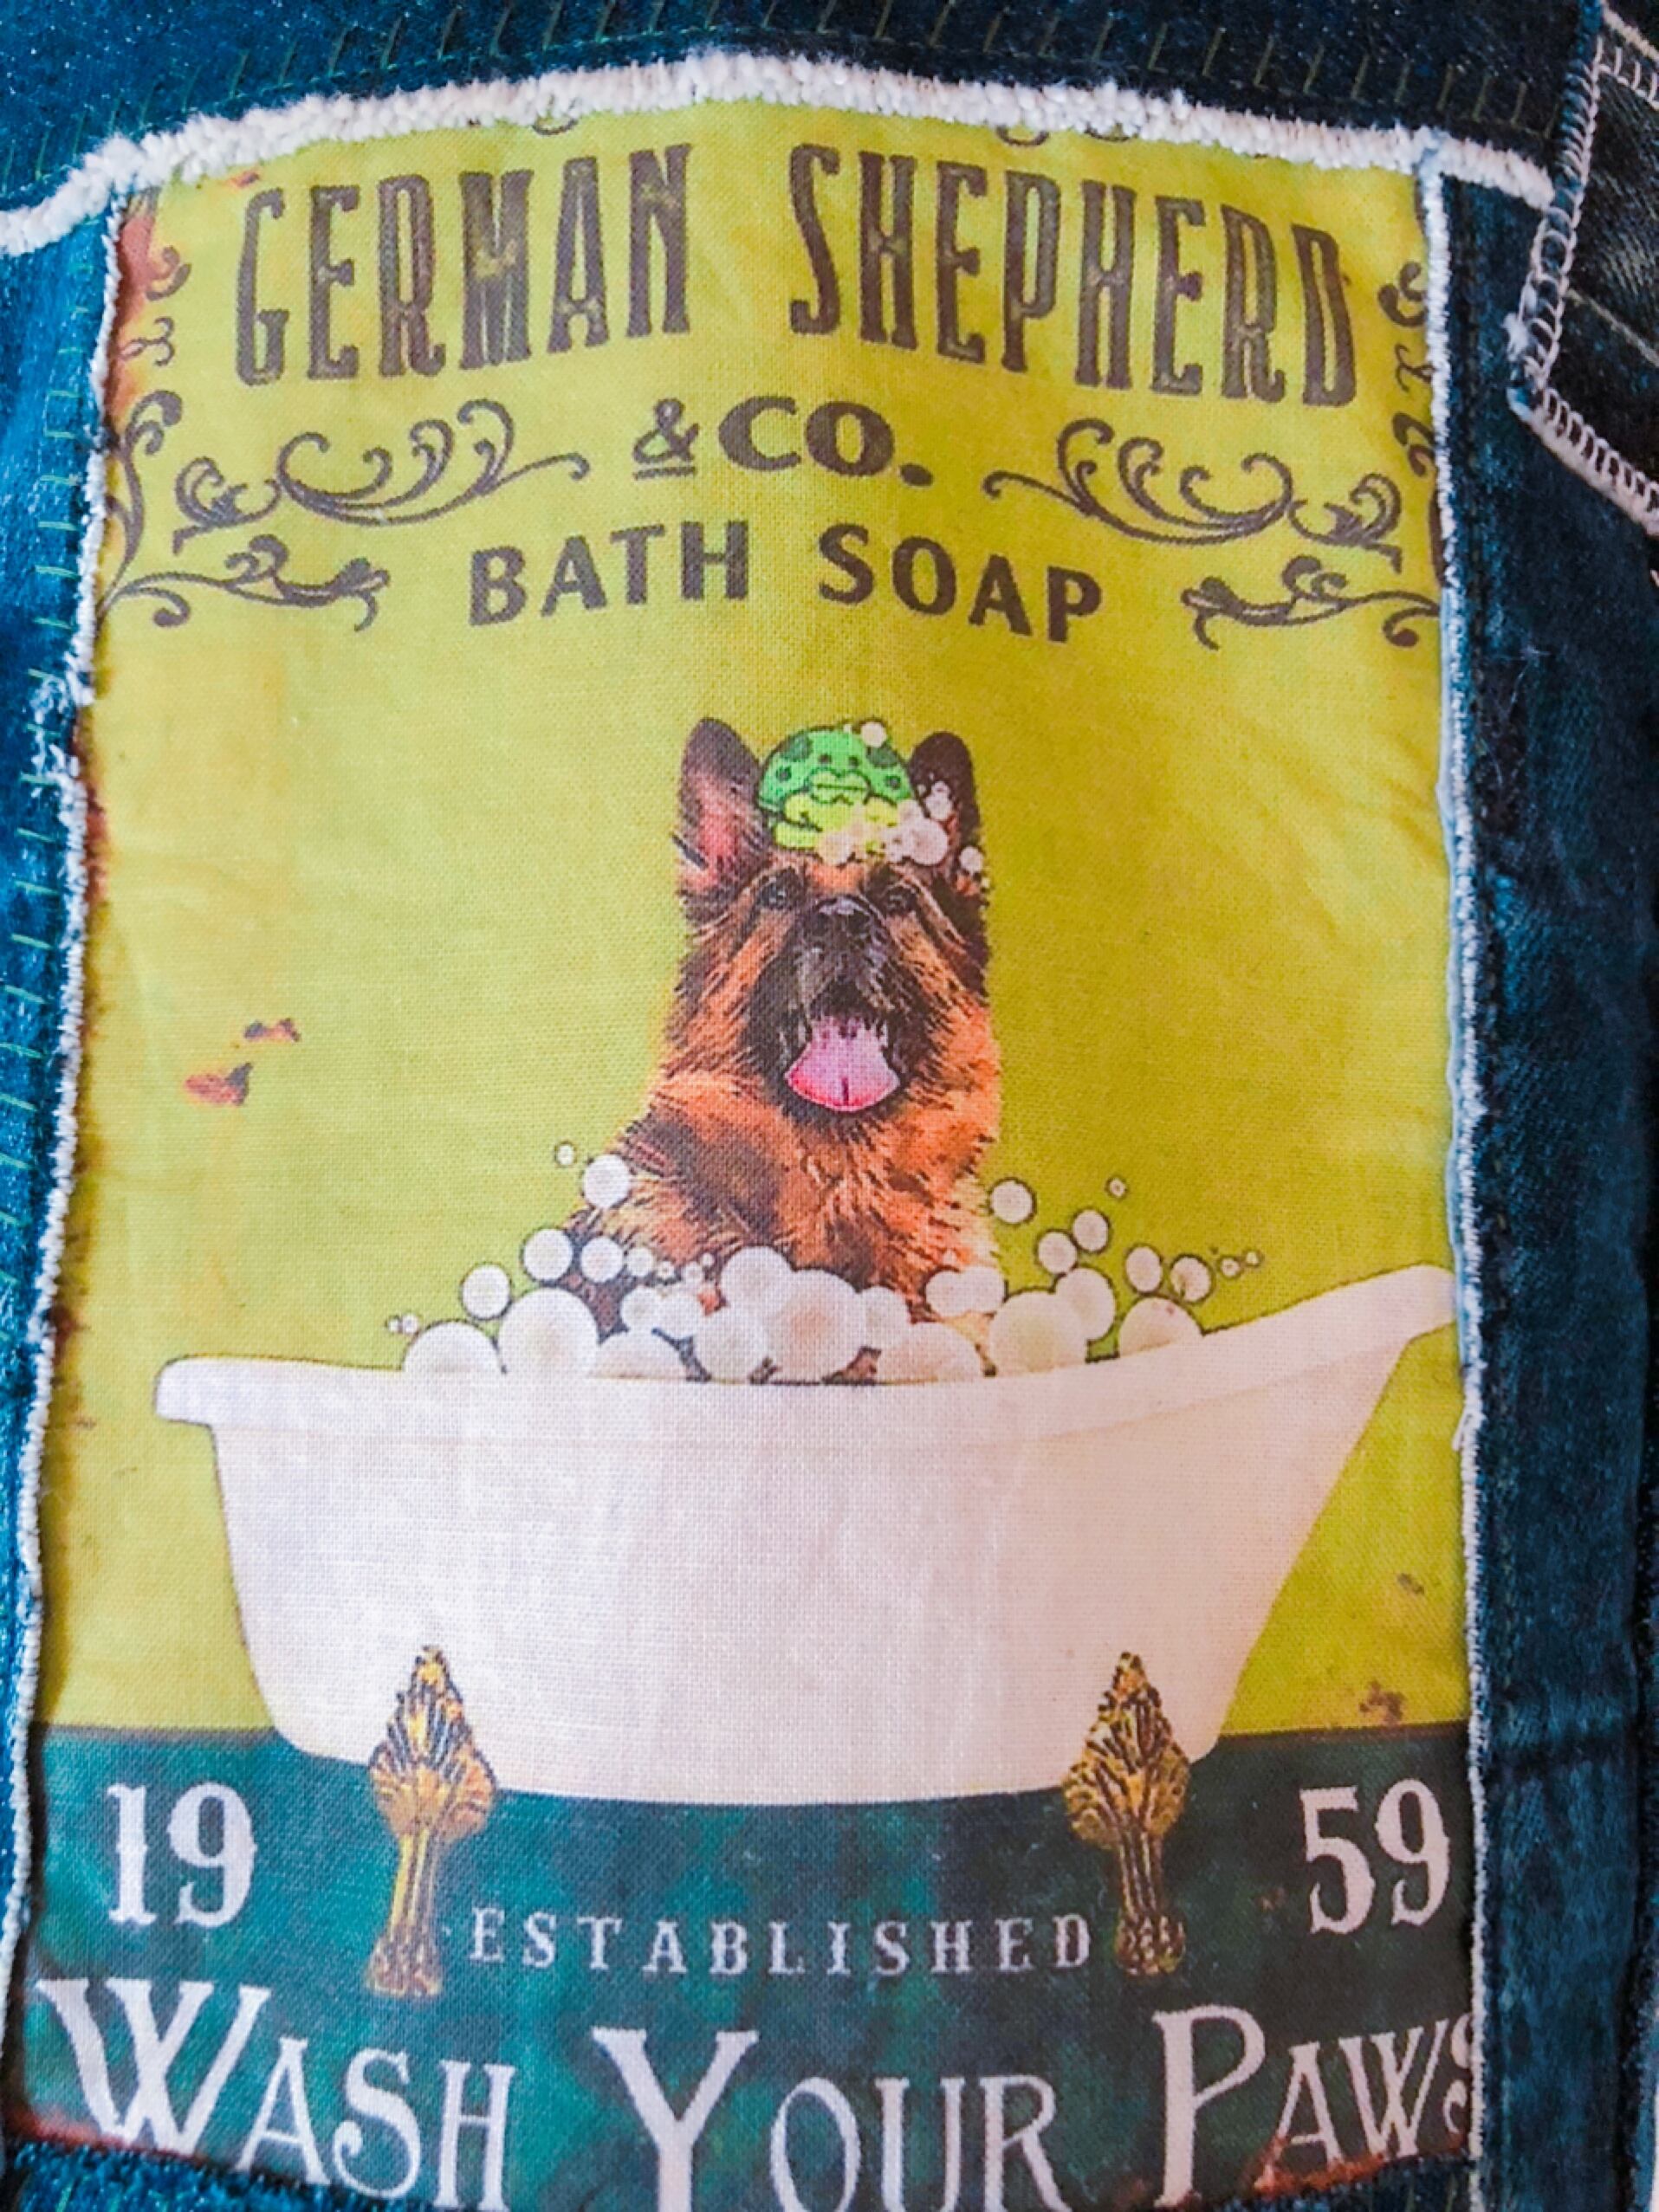 GERMAN SHEPHERD
&CO.
BATH SOAP
19 59
ESTABLISHED
WASH YOUR PAWS